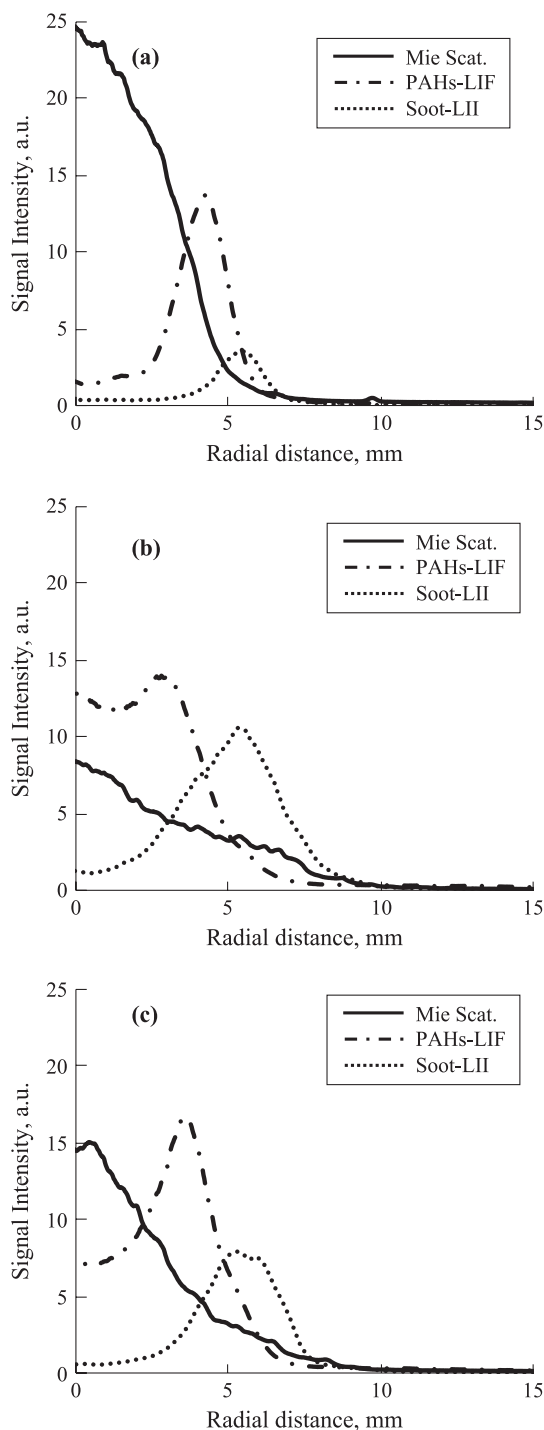 25
(a)
Mie Scat.
PAHs-LIF
Soot-LII
20
15
10
5
0
Signal Intensity, a.u.
0 5 10 15
Radial distance, mm
25
(b)
Mie Scat.
PAHs-LIF
Soot-LII
20
15
10
5
0
Signal Intensity, a.u.
0 5 10 15
Radial distance, mm
25
(c)
Mie Scat.
PAHs-LIF
Soot-LII
20
15
10
5
0
Signal Intensity, a.u.
0 5 10 15
Radial distance, mm